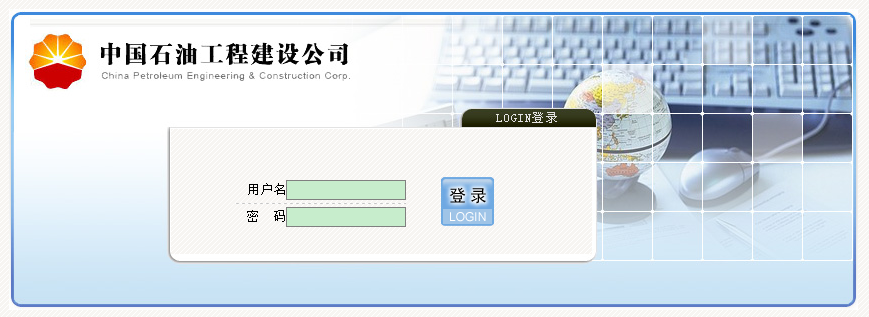 中国石油工程建设公司
China Petroleum Engineering & Construction Corp.
LOGIN登录
用户名
密 码
登 录
LOGIN